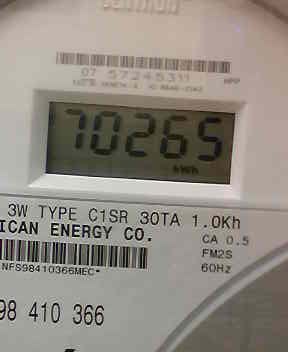 07 57245311
70265
kWh
3W TYPE C1SR 30TA 1.0Kh
ICAN ENERGY CO.
CA 0.5
FM2S
NFS98410366MEC*
60Hz
98 410 366